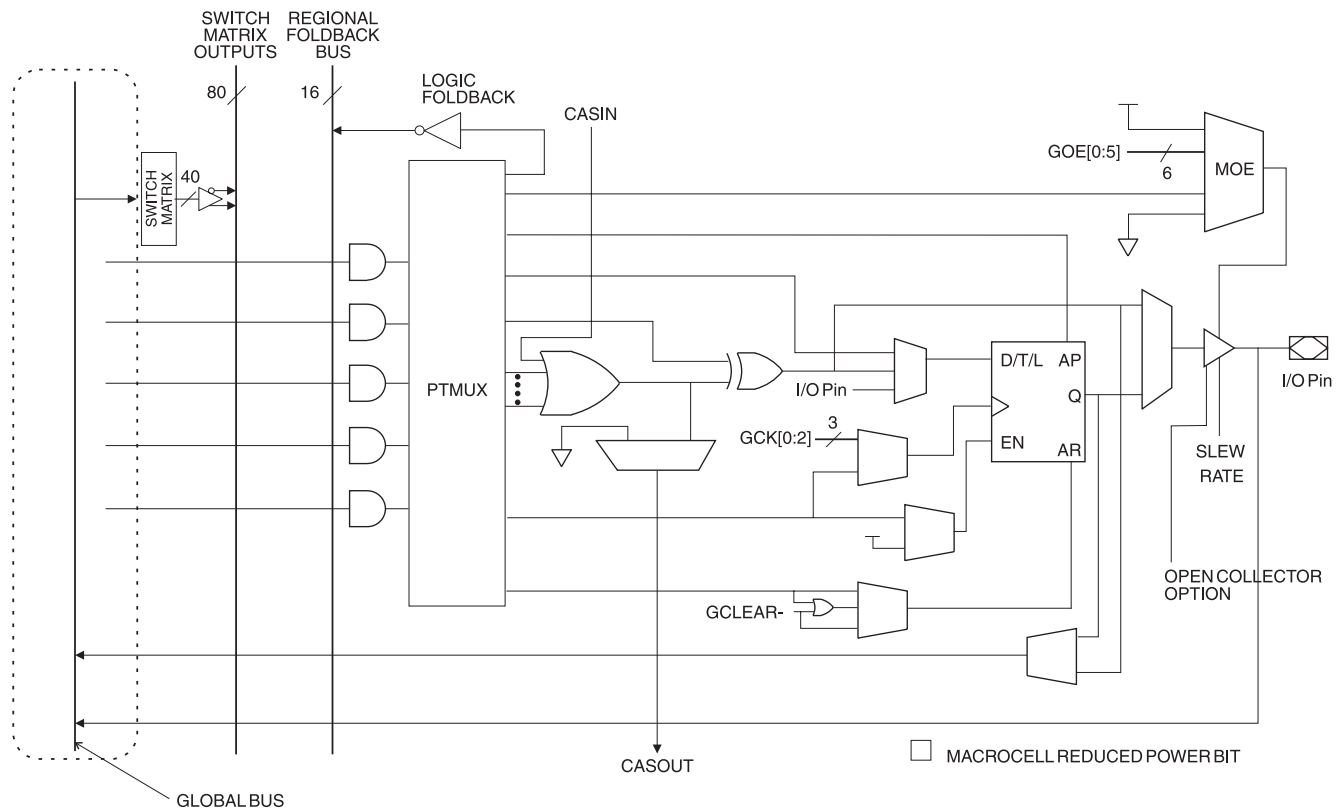 SWITCH
MATRIX
OUTPUTS
REGIONAL
FOLDBACK
BUS
80
16
LOGIC
FOLDBACK
CASIN
GOE[0:5]
6
MOE
SWITCH
MATRIX
40
PTMUX
I/O Pin
D/T/L
AP
Q
EN
AR
I/O Pin
GCK[0:2]
3
SLEW
RATE
OPEN COLLECTOR
OPTION
GCLEAR-
CASOUT
MACROCELL REDUCED POWER BIT
GLOBAL BUS